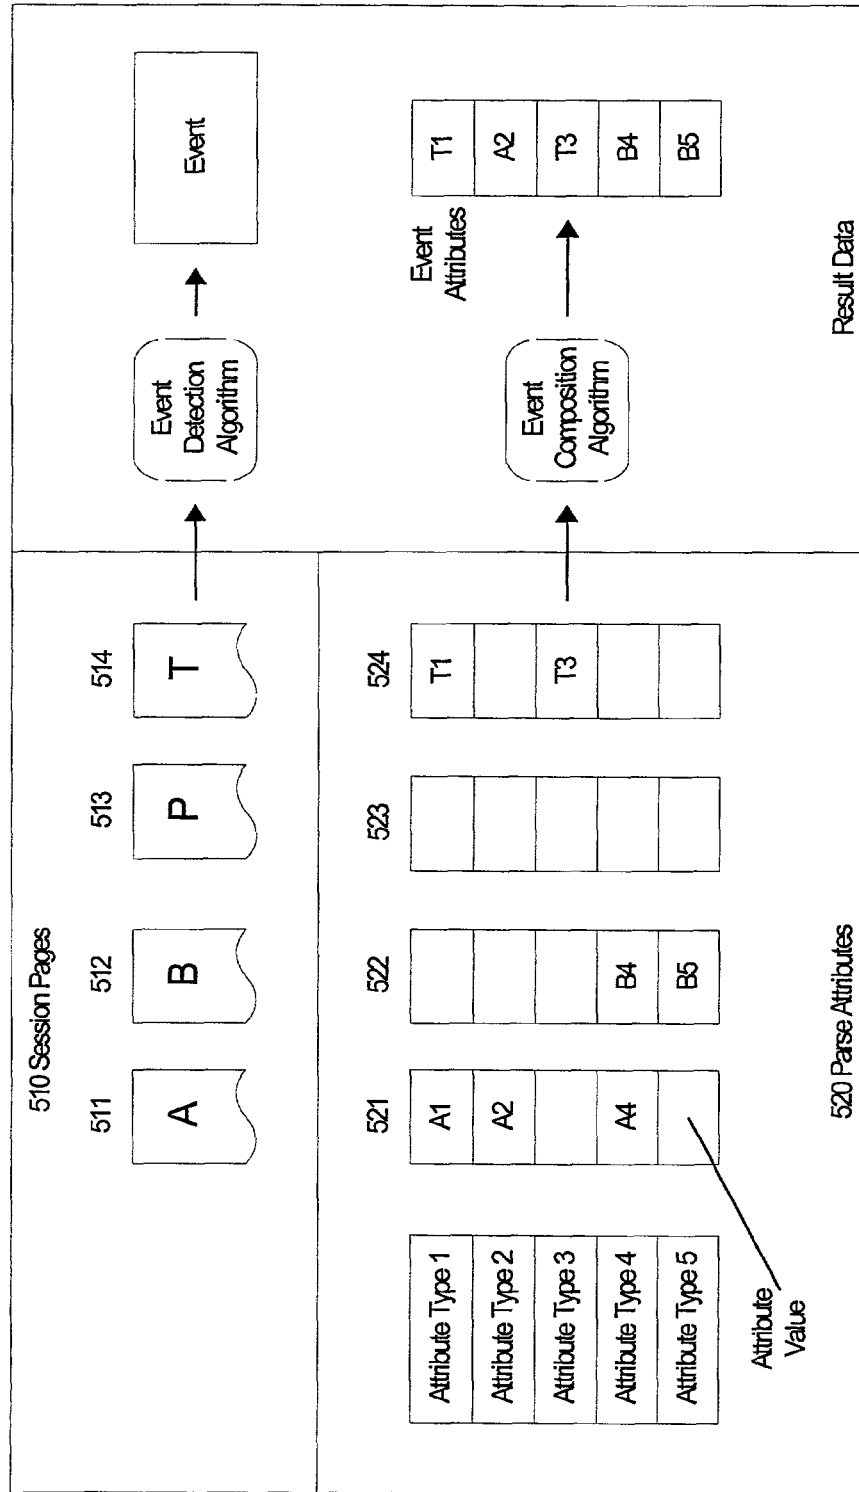 510 Session Pages
511
512
513
514
A
B
P
T
Event
Detection
Algorithm
Event
521
522
523
524
Attribute Type 1
Attribute Type 2
Attribute Type 3
Attribute Type 4
Attribute Type 5
A1
A2
A4
B4
B5
T1
T3
Event
Composition
Algorithm
Event
Attributes
T1
A2
T3
B4
B5
Attribute
Value
520 Parse Attributes
Result Data